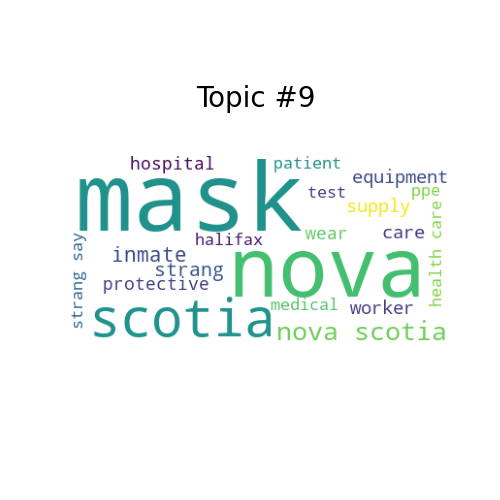 Topic #9
hospital
patient
mask
equipment
test
ppe
supply
health care
wear
care
halifax
strang say
inmate
strang
nova
protective
scotia
medical
worker
nova scotia